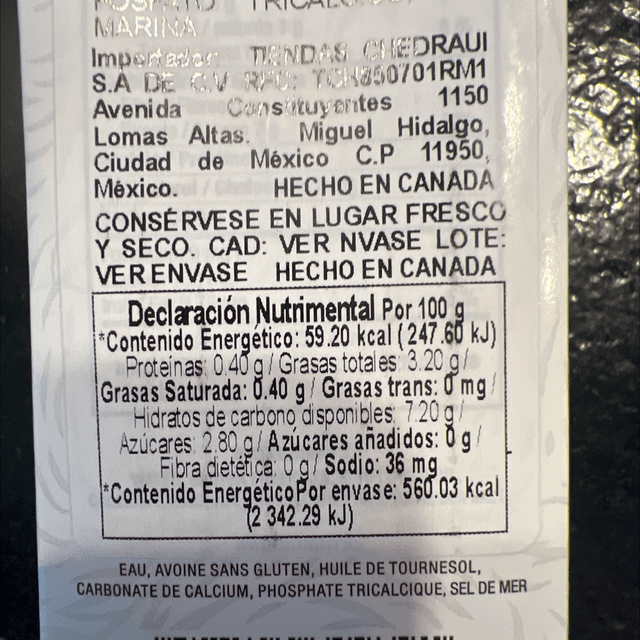 FOSFATO TRICALCICO,
MARINA
Importador: TIENDAS CHEDRAUI
S.A DE C.V RFC: TCH850701RM1
Avenida Constituyentes 1150
Lomas Altas. Miguel Hidalgo,
Ciudad de México C.P 11950,
México. HECHO EN CANADA
CONSÉRVESE EN LUGAR FRESCO
Y SECO. CAD: VER NVASE LOTE:
VER ENVASE HECHO EN CANADA
Declaración Nutrimental Por 100 g
*Contenido Energético: 59.20 kcal (247.60 kJ)
Proteínas: 0.40 g/ Grasas totales: 3.20 g/
Grasas Saturada: 0.40 g/ Grasas trans: 0 mg/
Hidratos de carbono disponibles: 7.20 g/
Azúcares: 2.80 g/ Azúcares añadidos: 0 g/
Fibra dietética: 0 g/ Sodio: 36 mg
*Contenido Energético Por envase: 560.03 kcal
(2 342.29 kJ)
EAU, AVOINE SANS GLUTEN, HUILE DE TOURNESOL,
CARBONATE DE CALCIUM, PHOSPHATE TRICALCIQUE, SEL DE MER